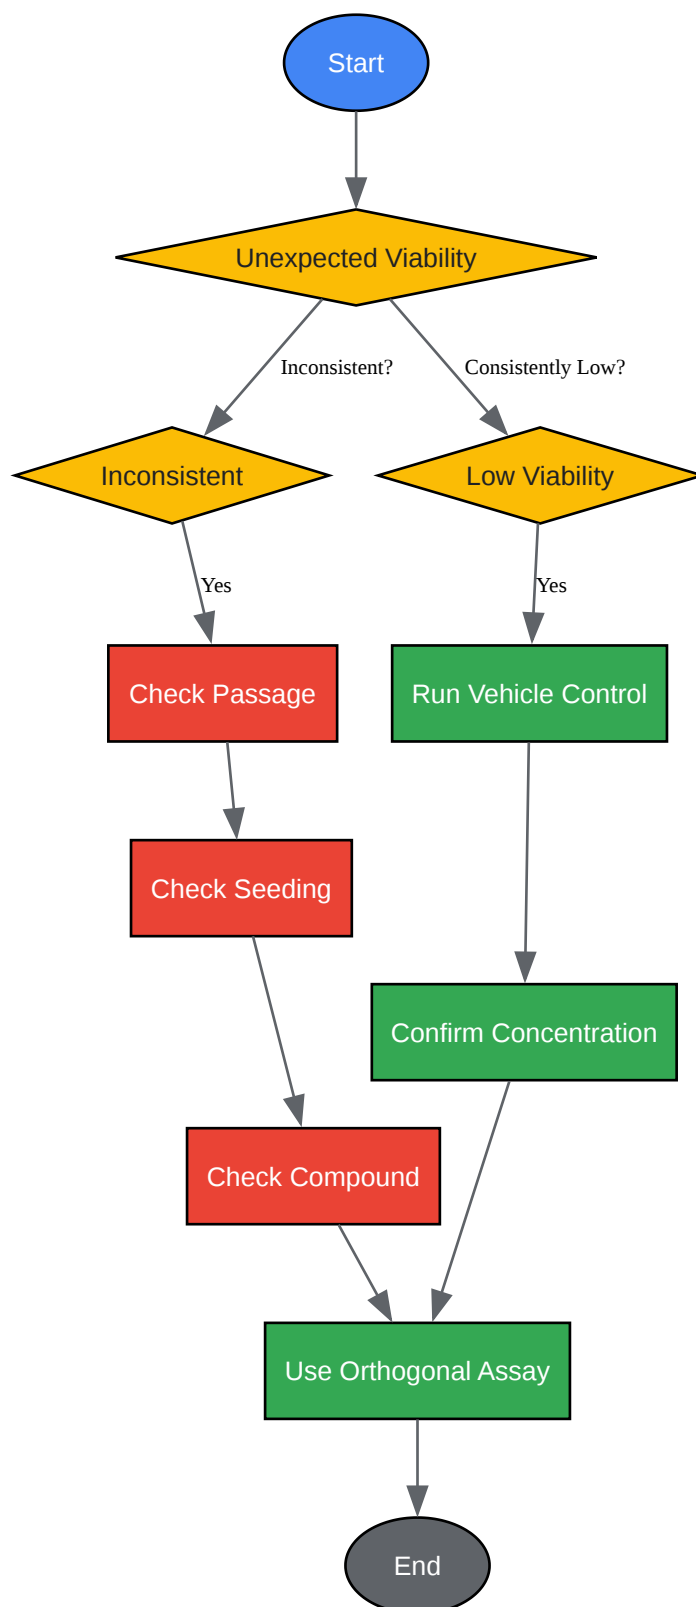 Start
Unexpected Viability
Inconsistent?
Consistently Low?
Inconsistent
Low Viability
Yes
Yes
Check Passage
Run Vehicle Control
Check Seeding
Confirm Concentration
Check Compound
Use Orthogonal Assay
End